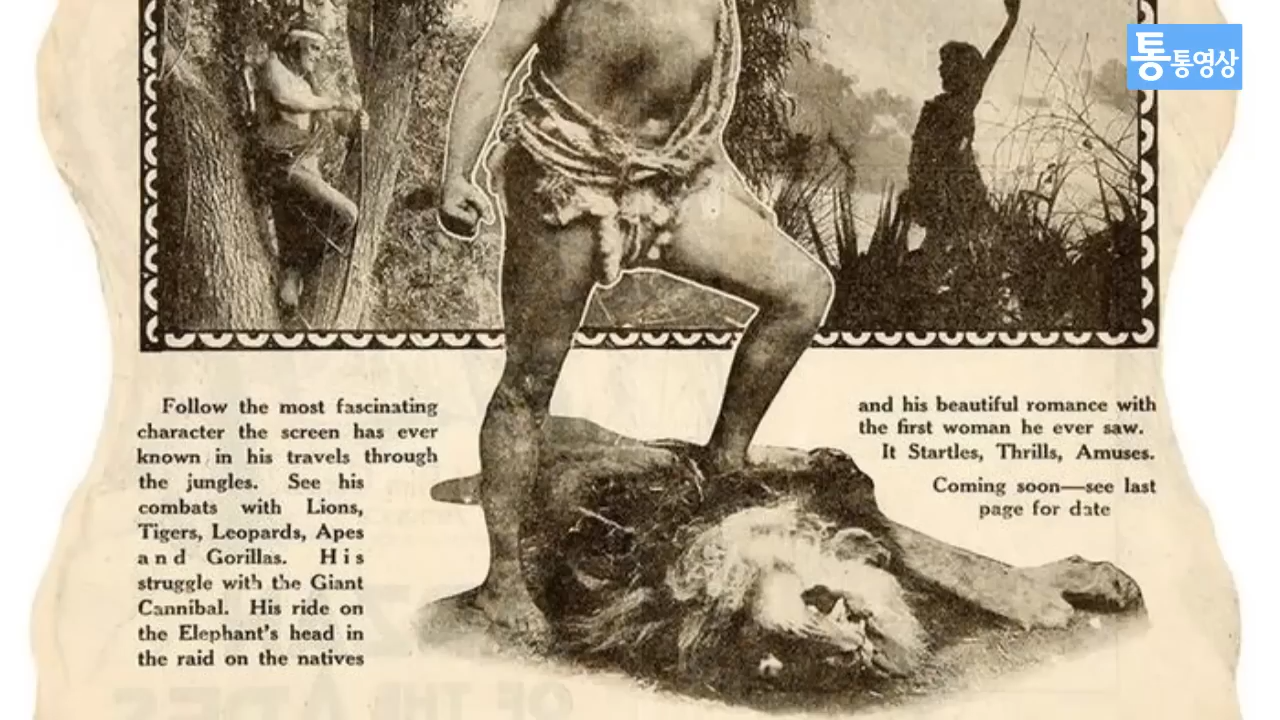 통통영상
Follow the most fascinating
character the screen has ever
known in his travels through
the jungles. See his
combats with Lions,
Tigers, Leopards, Apes
and Gorillas. His
struggle with the Giant
Cannibal. His ride on
the Elephant's head in
the raid on the natives
and his beautiful romance with
the first woman he ever saw.
It Startles, Thrills, Amuses.
Coming soon—see last
page for date